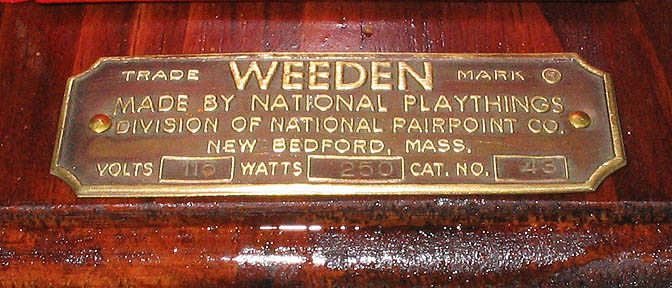 TRADE WEEDEN MARK ®
MADE BY NATIONAL PLAYTHINGS
DIVISION OF NATIONAL PAIRPOINT CO.
NEW BEDFORD, MASS.
VOLTS 115 WATTS 250 CAT. NO. 43